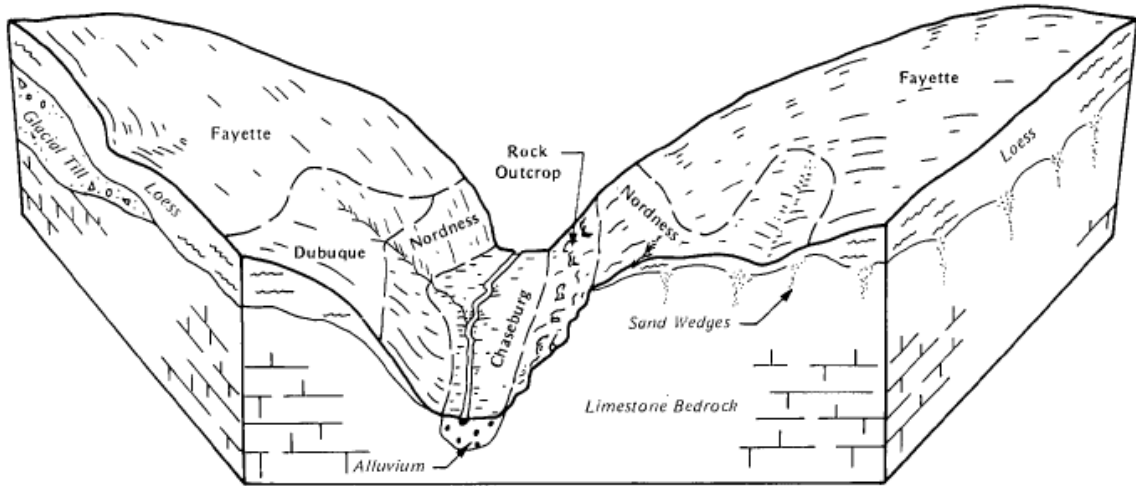 Fayette
Fayette
Glacial Till
Loess
Rock
Outcrop
Loess
Nordness
Nordness
Dubuque
Chaseburg
Sand Wedges
Limestone Bedrock
Alluvium